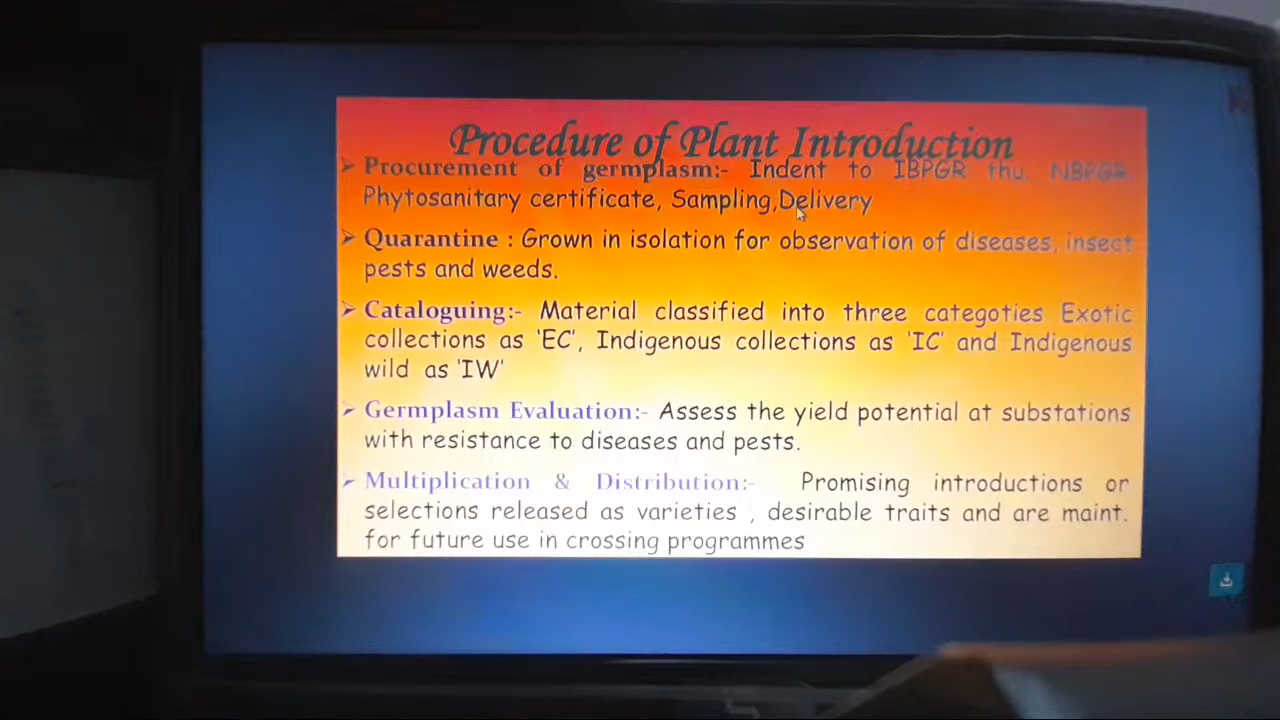 Procedure of Plant Introduction
➢ Procurement of germplasm:- Indent to IBPGR thu. NBPGR
Phytosanitary certificate, Sampling,Delivery
➢ Quarantine : Grown in isolation for observation of diseases, insect
pests and weeds.
➢ Cataloguing:- Material classified into three categoties Exotic
collections as 'EC', Indigenous collections as 'IC' and Indigenous
wild as 'IW'
➢ Germplasm Evaluation:- Assess the yield potential at substations
with resistance to diseases and pests.
➢ Multiplication & Distribution:- Promising introductions or
selections released as varieties , desirable traits and are maint.
for future use in crossing programmes